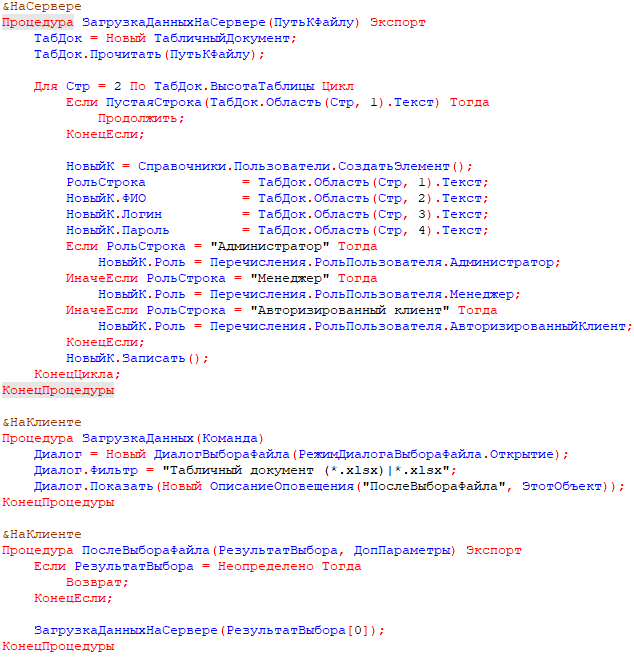 &НаСервере
Процедура ЗагрузкаДанныхНаСервере(ПутьКФайлу) Экспорт
    ТабДок = Новый ТабличныйДокумент;
    ТабДок.Прочитать(ПутьКФайлу);

    Для Стр = 2 По ТабДок.ВысотаТаблицы Цикл
        Если ПустаяСтрока(ТабДок.Область(Стр, 1).Текст) Тогда
            Продолжить;
        КонецЕсли;

        НовыйК = Справочники.Пользователи.СоздатьЭлемент();
        РольСтрока            = ТабДок.Область(Стр, 1).Текст;
        НовыйК.ФИО            = ТабДок.Область(Стр, 2).Текст;
        НовыйК.Логин          = ТабДок.Область(Стр, 3).Текст;
        НовыйК.Пароль         = ТабДок.Область(Стр, 4).Текст;
        Если РольСтрока = "Администратор" Тогда
            НовыйК.Роль = Перечисления.РольПользователя.Администратор;
        ИначеЕсли РольСтрока = "Менеджер" Тогда
            НовыйК.Роль = Перечисления.РольПользователя.Менеджер;
        ИначеЕсли РольСтрока = "Авторизированный клиент" Тогда
            НовыйК.Роль = Перечисления.РольПользователя.АвторизированныйКлиент;
        КонецЕсли;
        НовыйК.Записать();
    КонецЦикла;
КонецПроцедуры

&НаКлиенте
Процедура ЗагрузкаДанных(Команда)
    Диалог = Новый ДиалогВыбораФайла(РежимДиалогаВыбораФайла.Открытие);
    Диалог.Фильтр = "Табличный документ (*.xlsx)|*.xlsx";
    Диалог.Показать(Новый ОписаниеОповещения("ПослеВыбораФайла", ЭтотОбъект));
КонецПроцедуры

&НаКлиенте
Процедура ПослеВыбораФайла(РезультатВыбора, ДопПараметры) Экспорт
    Если РезультатВыбора = Неопределено Тогда
        Возврат;
    КонецЕсли;

    ЗагрузкаДанныхНаСервере(РезультатВыбора[0]);
КонецПроцедуры